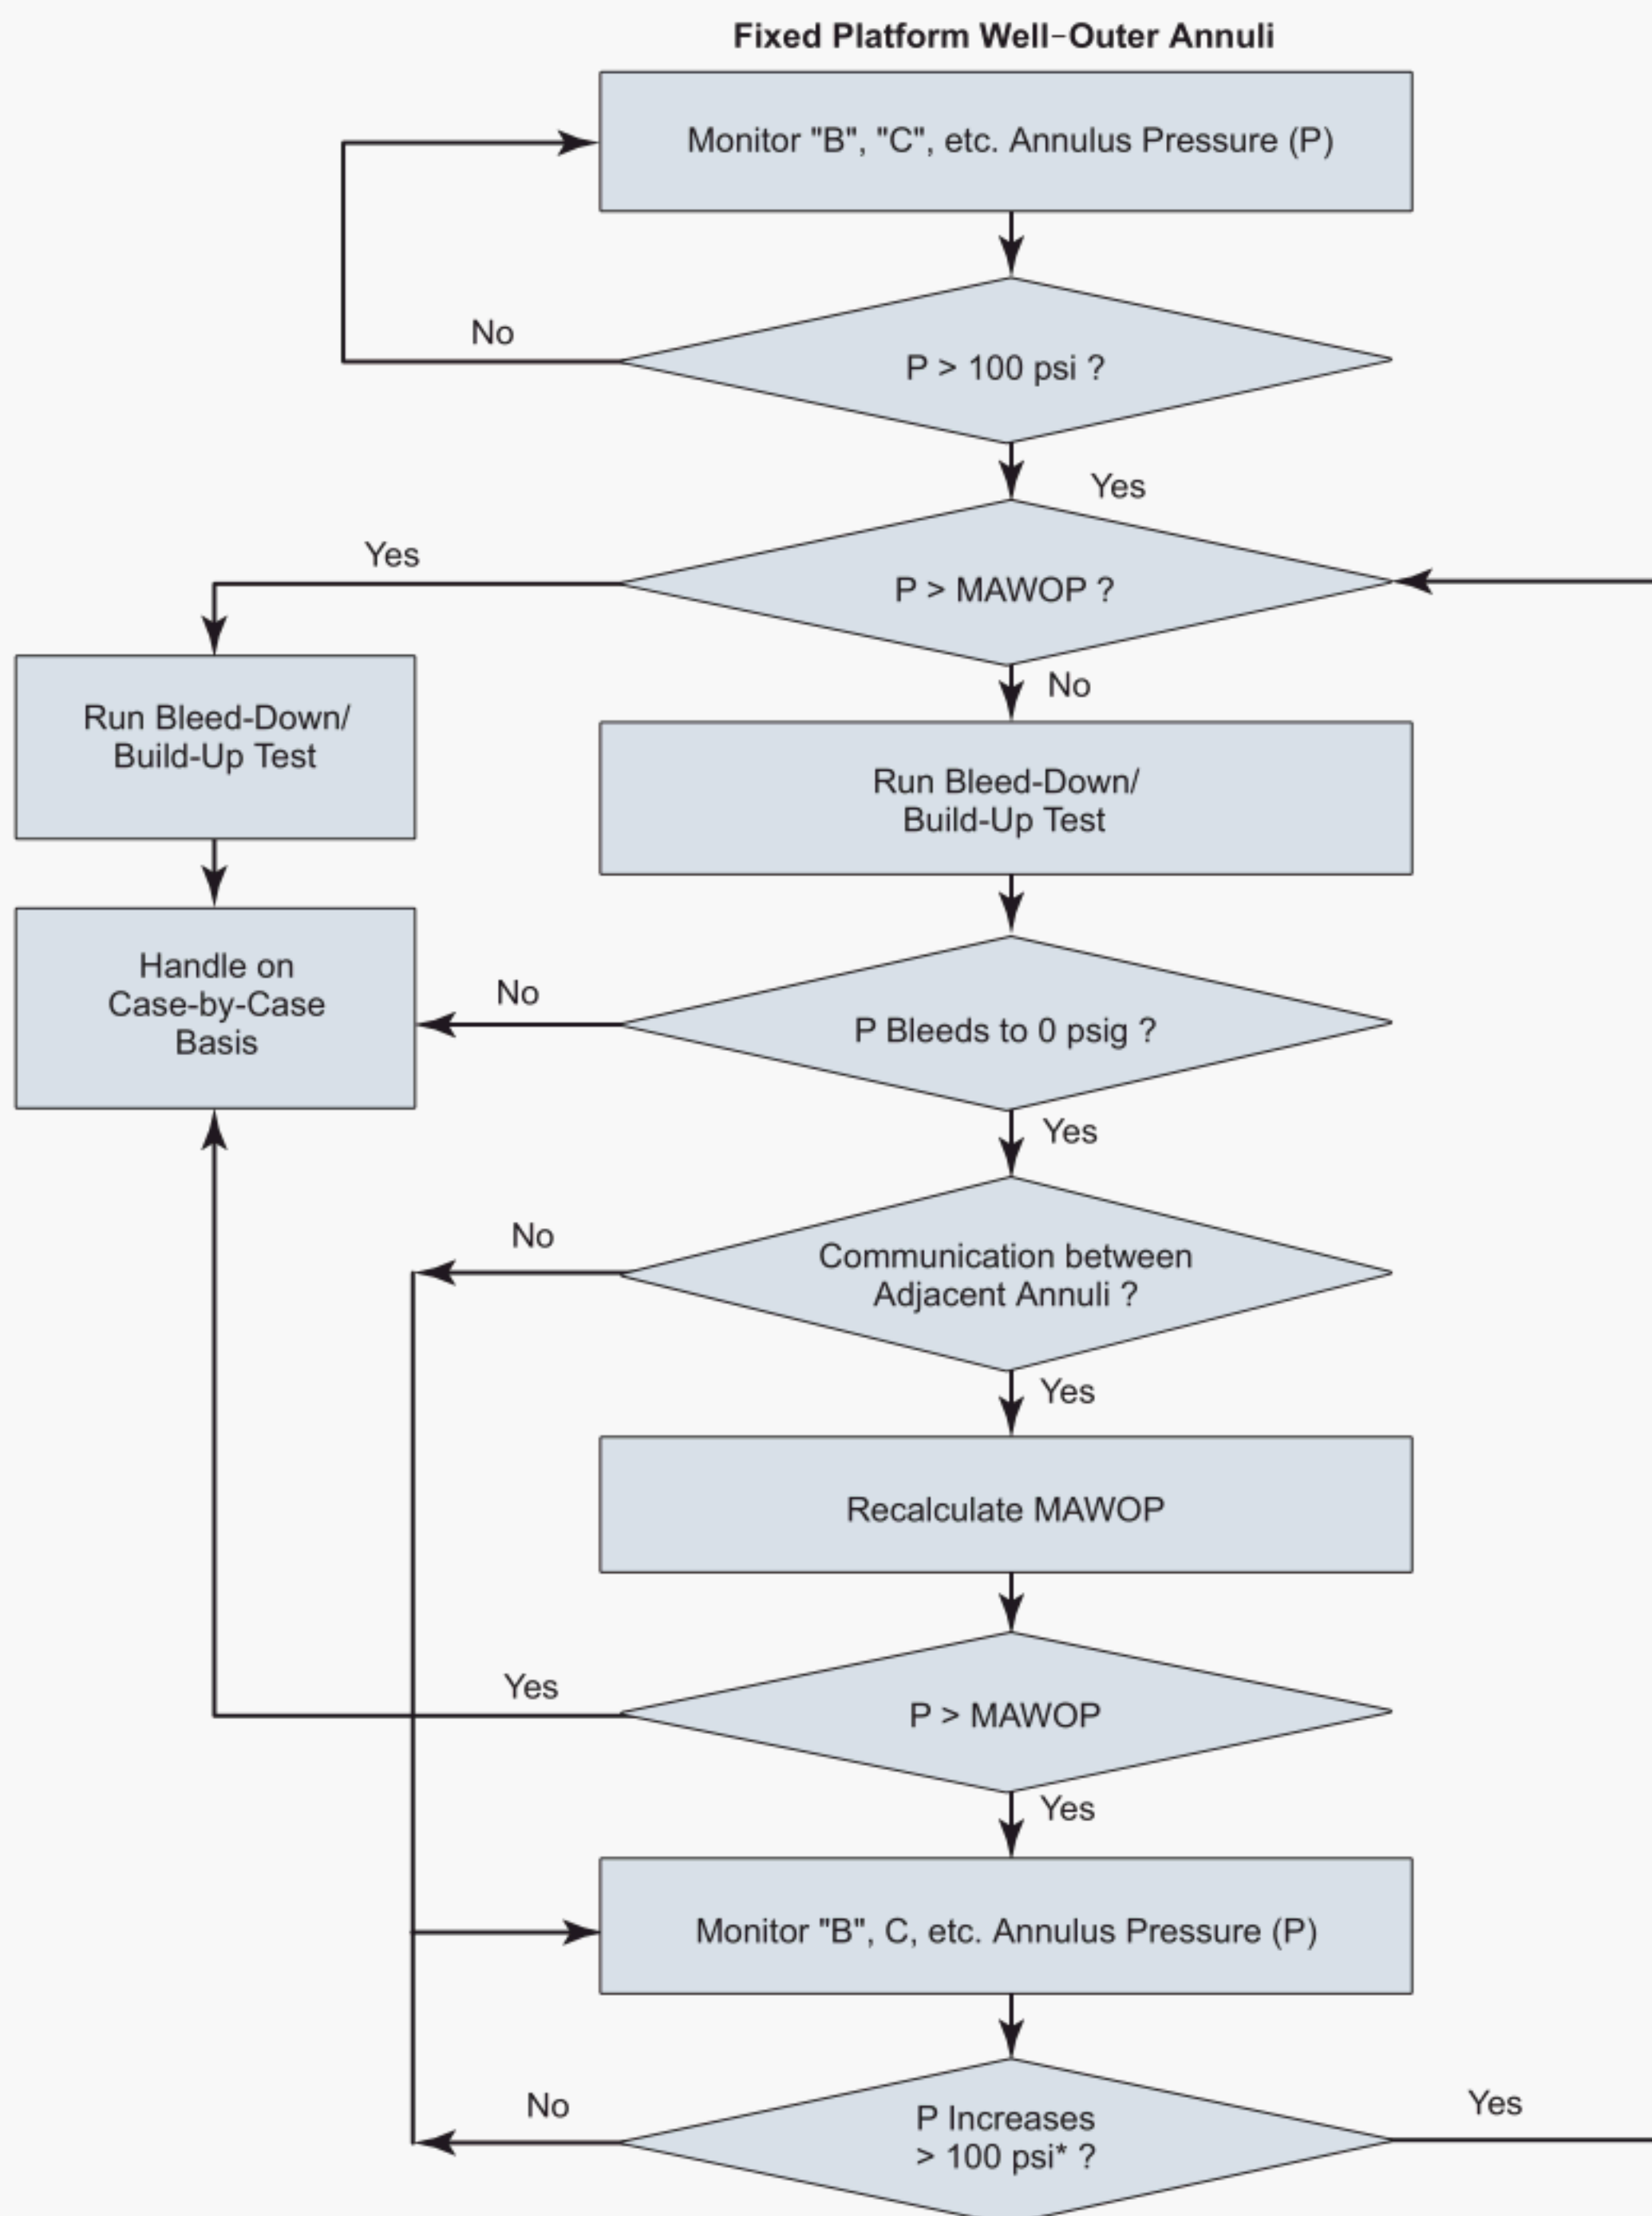 Fixed Platform Well–Outer Annuli
Monitor "B", "C", etc. Annulus Pressure (P)
No
P > 100 psi ?
Yes
Yes
P > MAWOP ?
No
Run Bleed-Down/
Build-Up Test
Run Bleed-Down/
Build-Up Test
Handle on
Case-by-Case
Basis
No
P Bleeds to 0 psig ?
Yes
No
Communication between
Adjacent Annuli ?
Yes
Recalculate MAWOP
Yes
P > MAWOP
Yes
Monitor "B", C, etc. Annulus Pressure (P)
No
P Increases
> 100 psi* ?
Yes